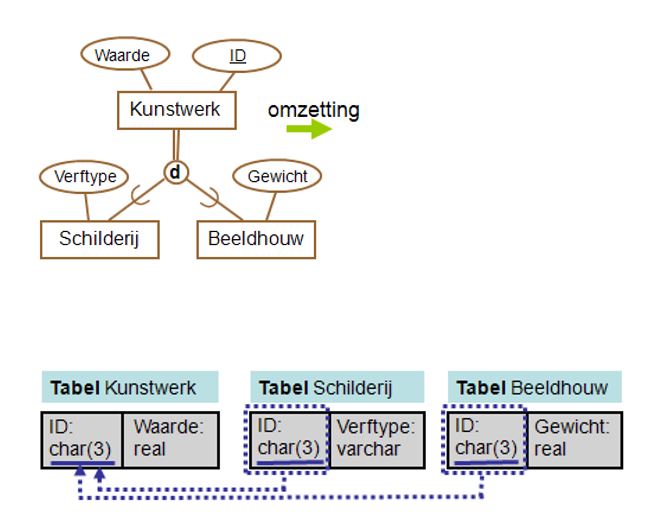 Waarde
ID
Kunstwerk
omzetting
d
Verftype
Gewicht
Schilderij
Beeldhouw
Tabel Kunstwerk
Tabel Schilderij
Tabel Beeldhouw
ID:
char(3)
Waarde:
real
ID:
char(3)
Verftype:
varchar
ID:
char(3)
Gewicht:
real